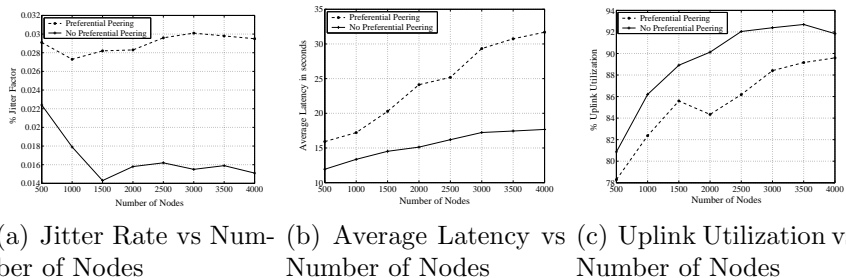 0.032
0.03
0.028
0.026
0.024
0.022
0.02
0.018
0.016
0.014
500 1000 1500 2000 2500 3000 3500 4000
Number of Nodes
% Jitter Factor
Preferential Peering
No Preferential Peering
35
30
25
20
15
10
500 1000 1500 2000 2500 3000 3500 4000
Number of Nodes
Average Latency in seconds
Preferential Peering
No Preferential Peering
94
92
90
88
86
84
82
80
78
500 1000 1500 2000 2500 3000 3500 4000
Number of Nodes
% Uplink Utilization
Preferential Peering
No Preferential Peering
(a) Jitter Rate vs Num-
ber of Nodes
(b) Average Latency vs
Number of Nodes
(c) Uplink Utilization vs
Number of Nodes